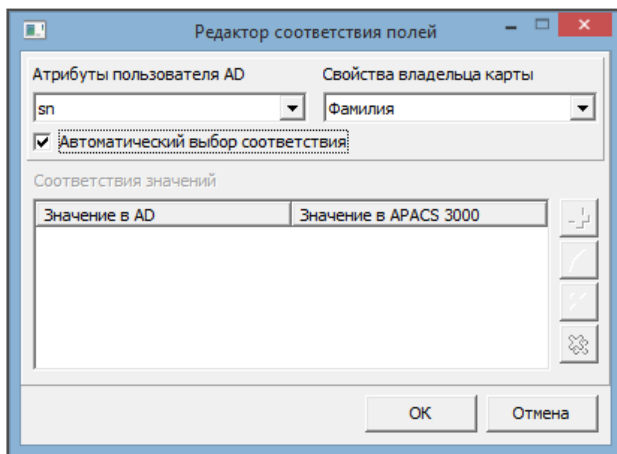 Редактор соответствия полей
Атрибуты пользователя AD Свойства владельца карты
sn Фамилия
Автоматический выбор соответствия
Соответствия значений
Значение в AD Значение в APACS 3000
OK Отмена